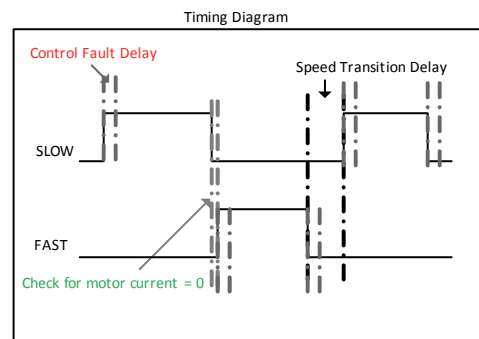 Timing Diagram
Control Fault Delay
Speed Transition Delay
SLOW
FAST
Check for motor current = 0